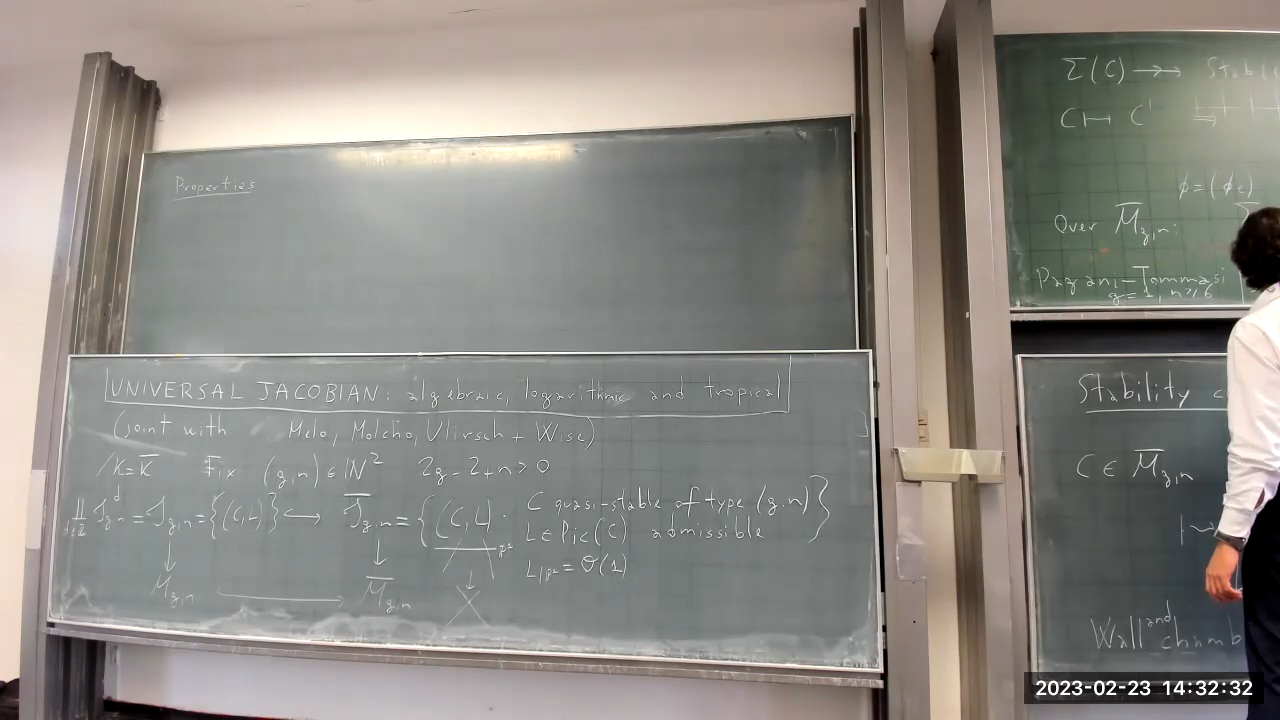 Properties
UNIVERSAL JACOBIAN: algebraic, logarithmic and tropical
(joint with Melo, Molcho, Ulirsch + Wise)
K=K̅ Fix (g,n) ∈ ℕ² 2g-2+n>0
∐ 𝒥ᵈ_{g,n} = 𝒥_{g,n} = {(C,L)} ↪ 𝒥̅_{g,n} = { (C,L) : C quasi-stable of type (g,n) }
L ∈ Pic(C) admissible
L|ℙ¹ = O(1)
↓ ↓ ↓
M_{g,n} → M̅_{g,n}
Σ(C) →→
C ↦ C' ⇒
φ=(φ_c)
Over M̅_{g,n}:
Pagani-Tommasi
g=1, n≥6
Stability
C ∈ M̅_{g,n}
Wall and chamb
2023-02-23 14:32:32